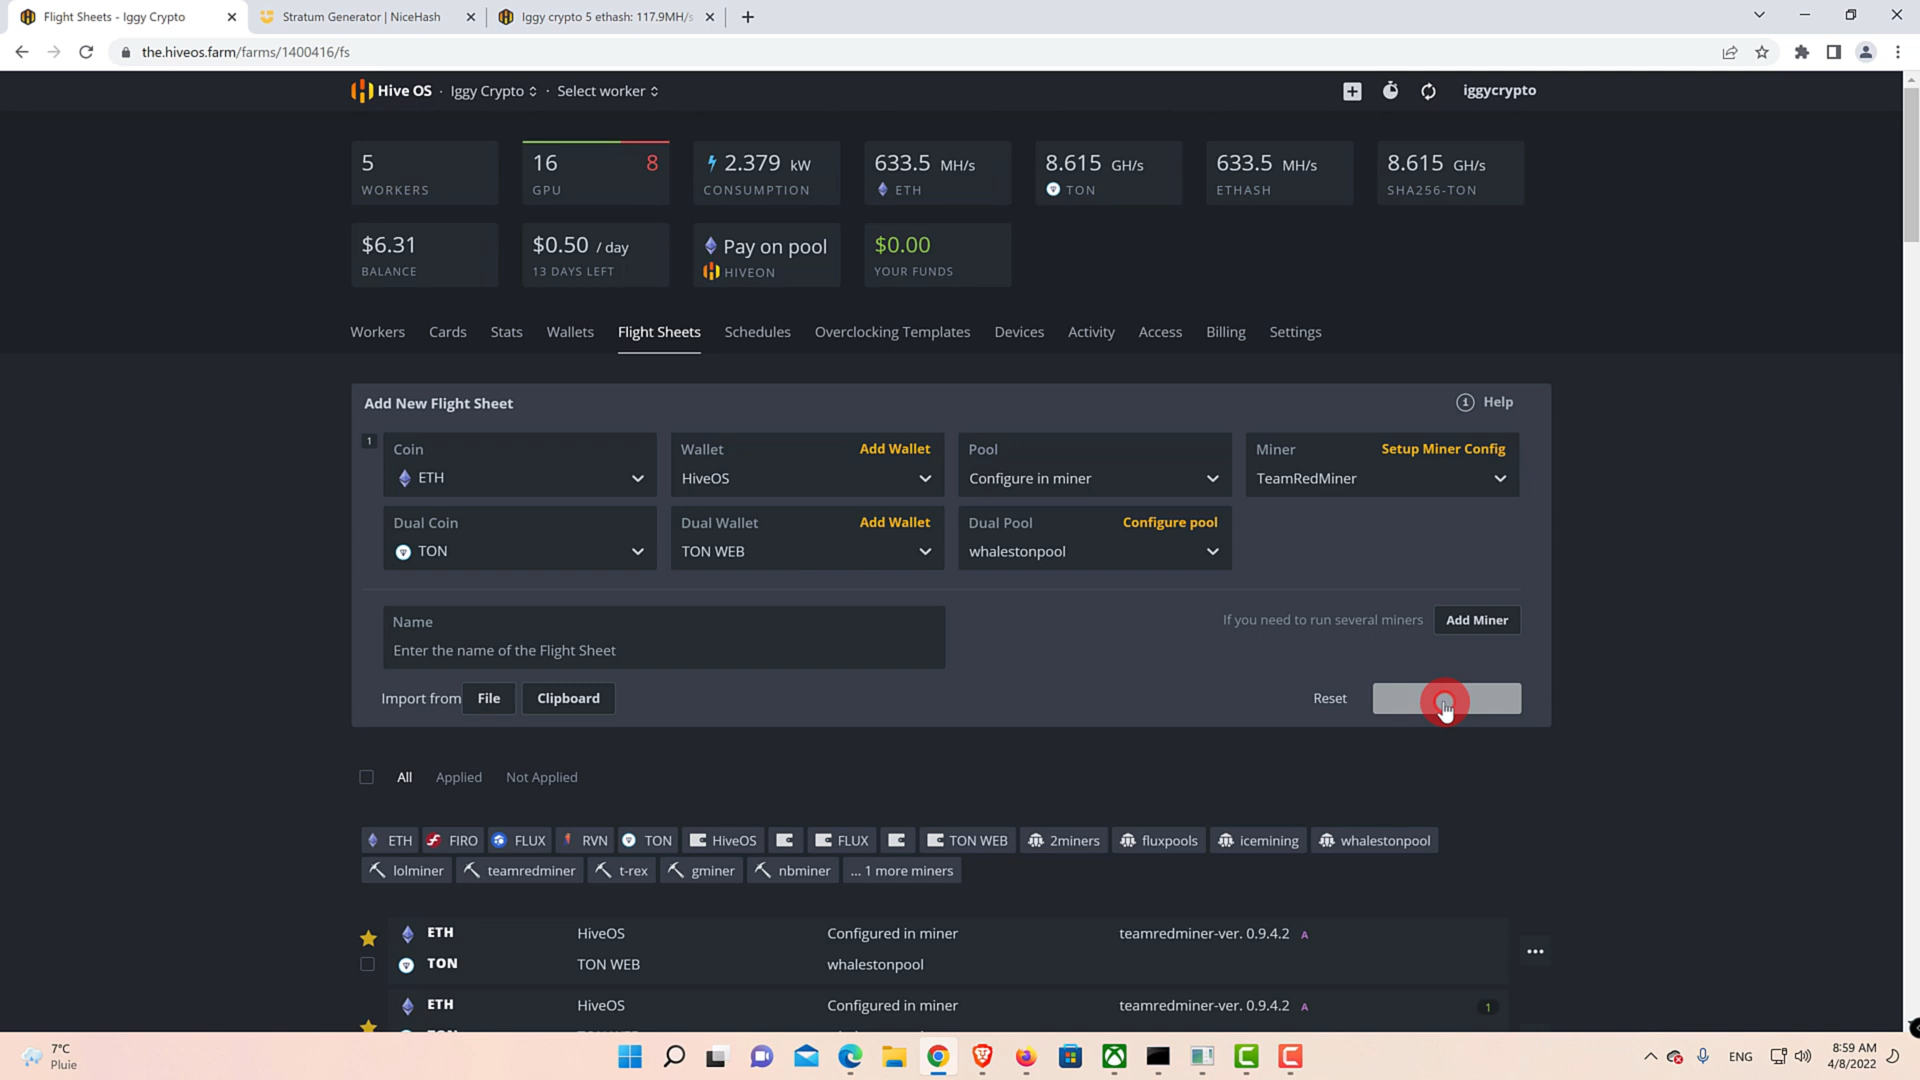 Flight Sheets - Iggy Crypto
Stratum Generator | NiceHash
Iggy crypto 5 ethash: 117.9MH/s
the.hiveos.farm/farms/1400416/fs
Hive OS · Iggy Crypto · Select worker
iggycrypto
5
WORKERS
16 8
GPU
2.379 kW
CONSUMPTION
633.5 MH/s
ETH
8.615 GH/s
TON
633.5 MH/s
ETHASH
8.615 GH/s
SHA256-TON
$6.31
BALANCE
$0.50 / day
13 DAYS LEFT
Pay on pool
HIVEON
$0.00
YOUR FUNDS
Workers Cards Stats Wallets Flight Sheets Schedules Overclocking Templates Devices Activity Access Billing Settings
Add New Flight Sheet
Help
1
Coin
ETH
Wallet Add Wallet
HiveOS
Pool
Configure in miner
Miner Setup Miner Config
TeamRedMiner
Dual Coin
TON
Dual Wallet Add Wallet
TON WEB
Dual Pool Configure pool
whalestonpool
Name
Enter the name of the Flight Sheet
If you need to run several miners Add Miner
Import from File Clipboard
Reset
All Applied Not Applied
ETH FIRO FLUX RVN TON HiveOS FLUX TON WEB 2miners fluxpools icemining whalestonpool
lolminer teamredminer t-rex gminer nbminer ... 1 more miners
ETH HiveOS Configured in miner teamredminer-ver. 0.9.4.2 A
TON TON WEB whalestonpool
ETH HiveOS Configured in miner teamredminer-ver. 0.9.4.2 A 1
7°C
Pluie
ENG
8:59 AM
4/8/2022